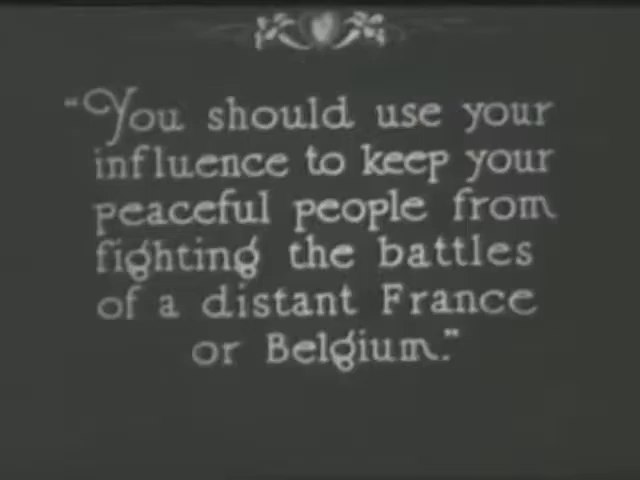 "You should use your
influence to keep your
peaceful people from
fighting the battles
of a distant France
or Belgium."